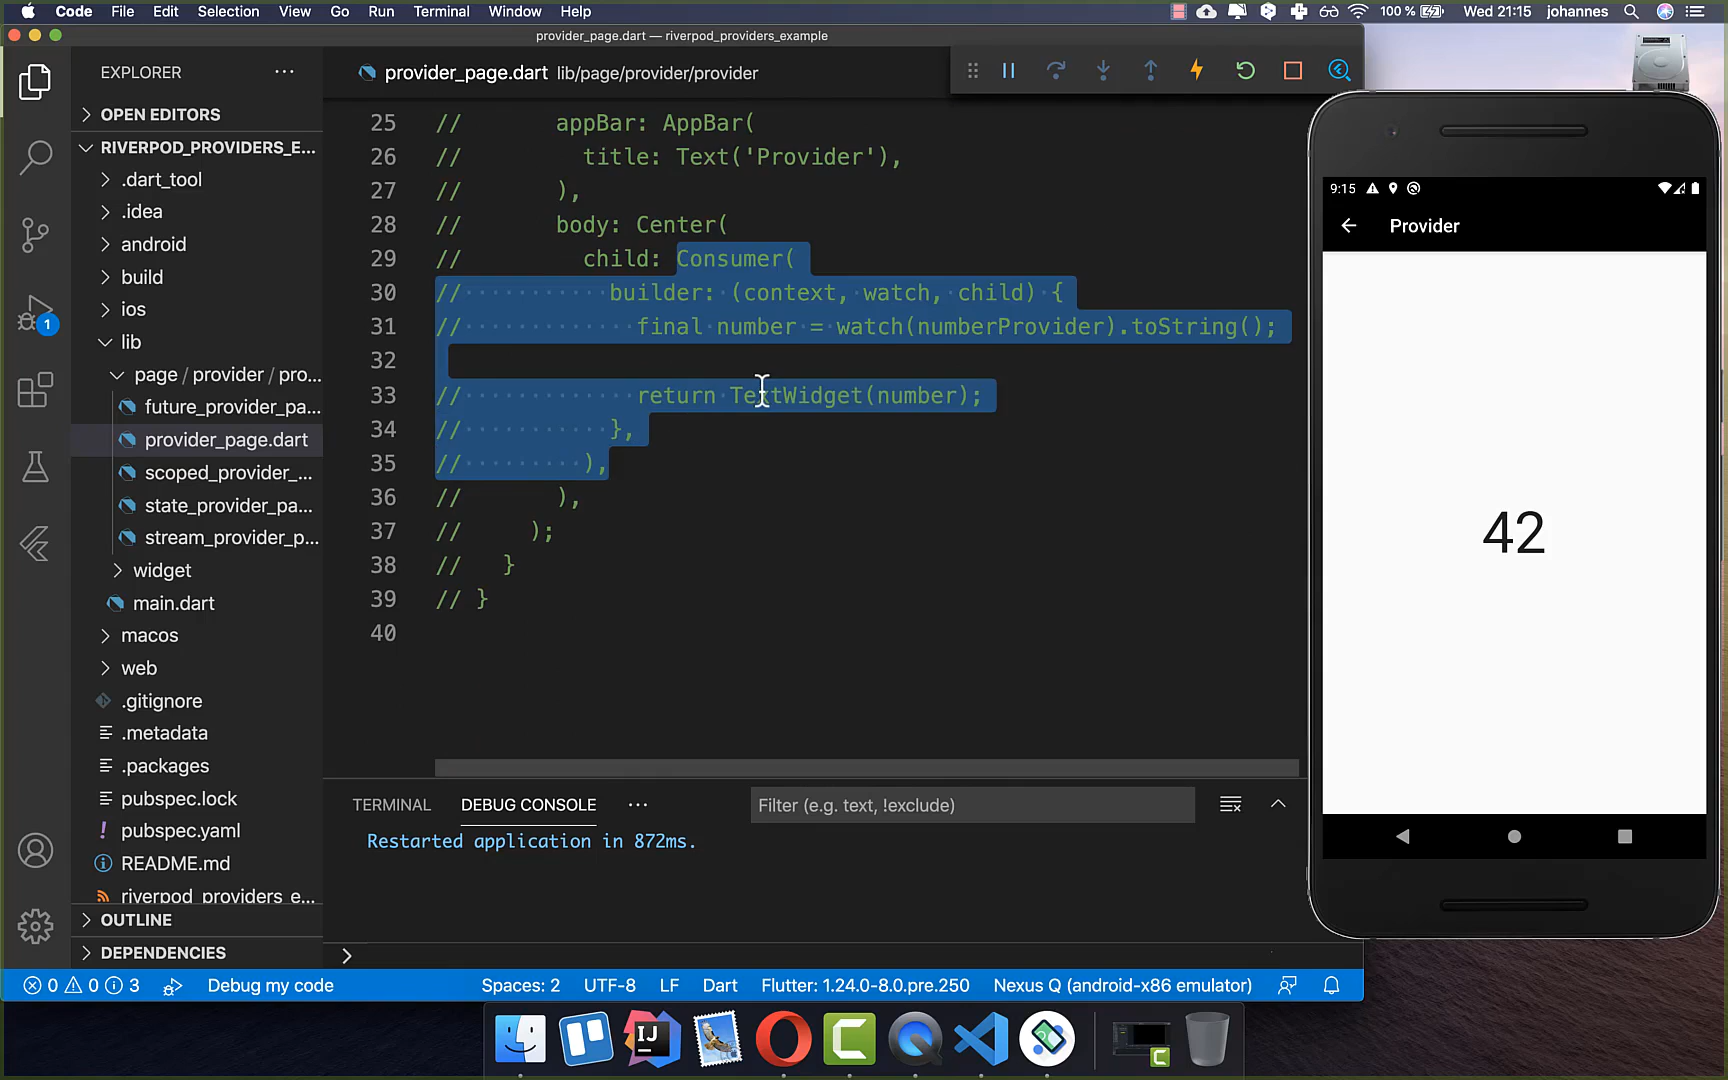 Code File Edit Selection View Go Run Terminal Window Help 100 % Wed 21:15 johannes
provider_page.dart — riverpod_providers_example
EXPLORER
OPEN EDITORS
RIVERPOD_PROVIDERS_E...
.dart_tool
.idea
android
build
ios
lib
page / provider / pro...
future_provider_pa...
provider_page.dart
scoped_provider_...
state_provider_pa...
stream_provider_p...
widget
main.dart
macos
web
.gitignore
.metadata
.packages
pubspec.lock
! pubspec.yaml
README.md
riverpod_providers_e...
OUTLINE
DEPENDENCIES
1
provider_page.dart lib/page/provider/provider
25 // appBar: AppBar(
26 // title: Text('Provider'),
27 // ),
28 // body: Center(
29 // child: Consumer(
30 // builder: (context, watch, child) {
31 // final number = watch(numberProvider).toString();
32
33 // return TextWidget(number);
34 // },
35 // ),
36 // ),
37 // );
38 // }
39 // }
40
TERMINAL DEBUG CONSOLE ... Filter (e.g. text, !exclude)
Restarted application in 872ms.
0 0 3 Debug my code Spaces: 2 UTF-8 LF Dart Flutter: 1.24.0-8.0.pre.250 Nexus Q (android-x86 emulator)
9:15
Provider
42
IJ
C
C